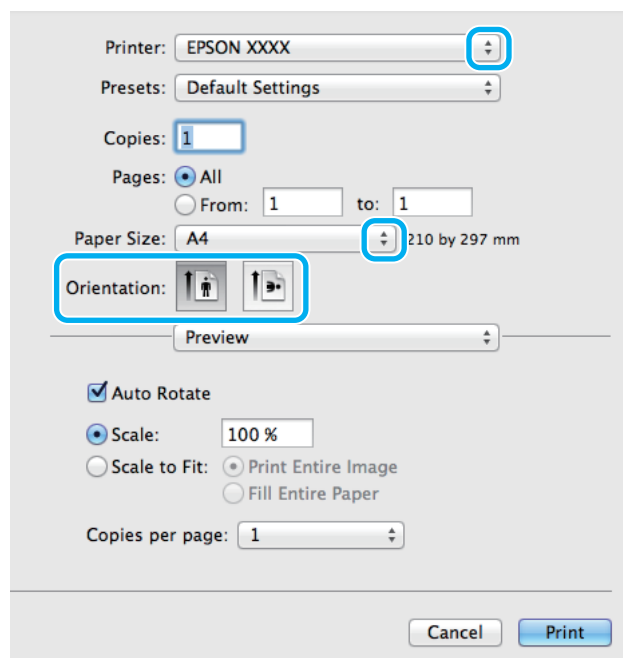 Printer: EPSON XXXX
Presets: Default Settings
Copies: 1
Pages: All
From: 1 to: 1
Paper Size: A4 210 by 297 mm
Orientation:
Preview
Auto Rotate
Scale: 100 %
Scale to Fit: Print Entire Image
Fill Entire Paper
Copies per page: 1
Cancel Print